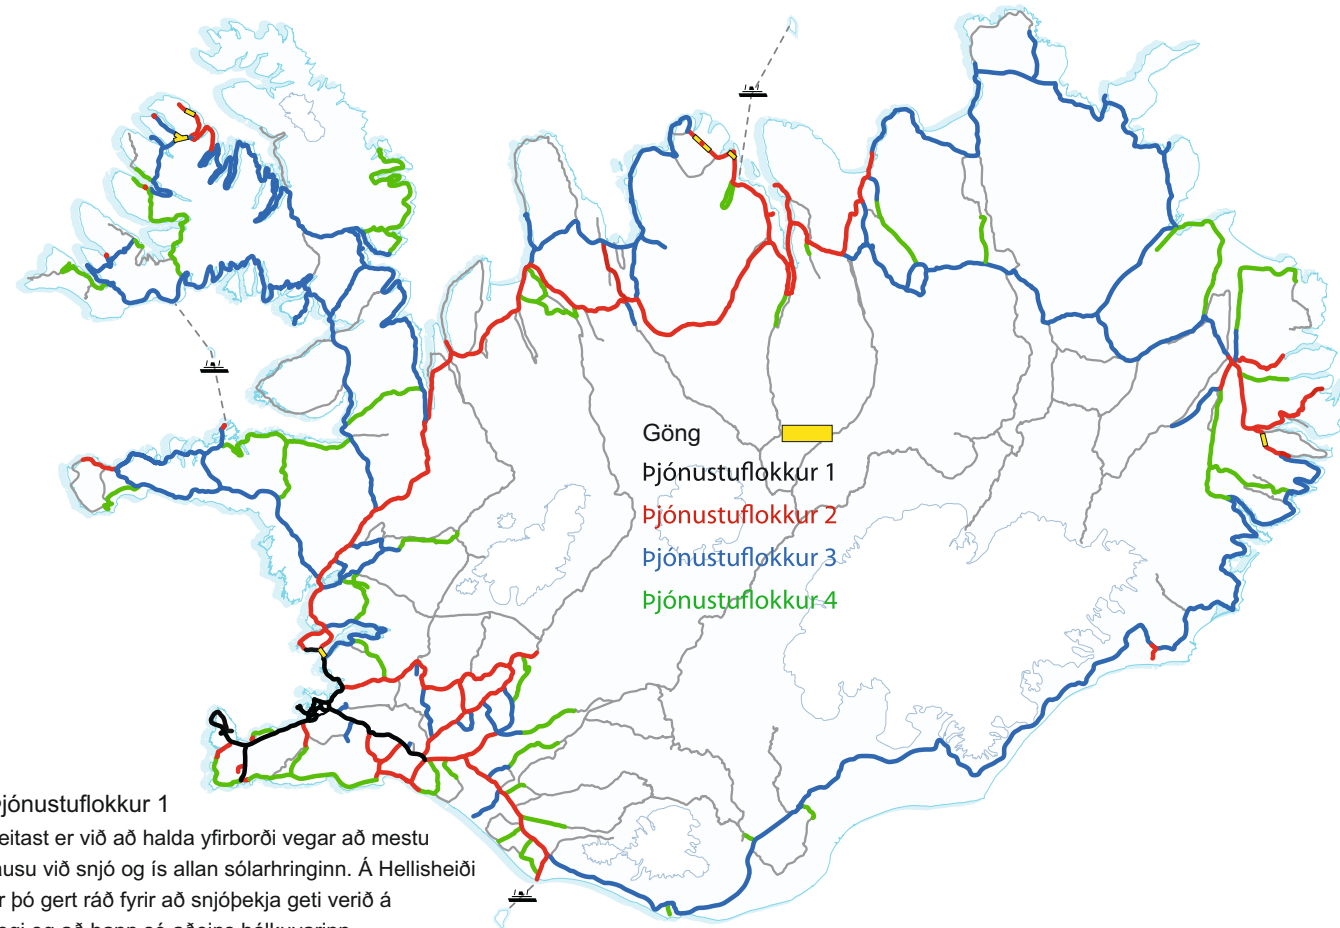 Göng
Þjónustuflokkur 1
Þjónustuflokkur 2
Þjónustuflokkur 3
Þjónustuflokkur 4
jónustuflokkur 1
eitast er við að halda yfirborði vegar að mestu
usu við snjó og ís allan sólarhringinn. Á Hellisheiði
r þó gert ráð fyrir að snjóþekja geti verið á